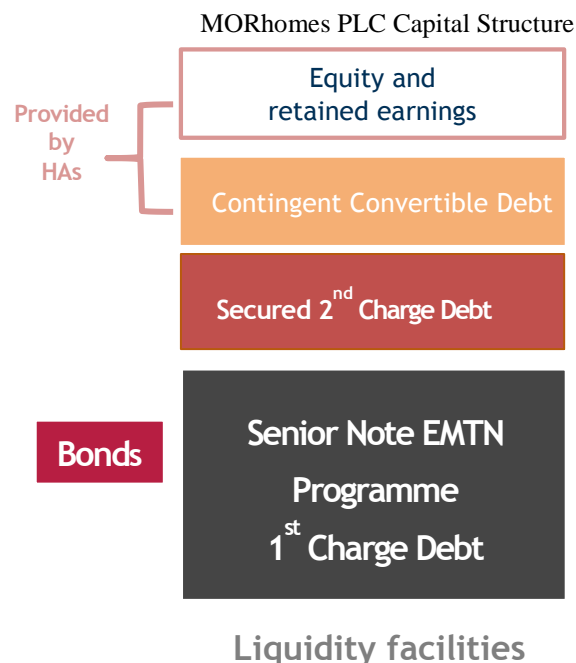 MORhomes PLC Capital Structure
Equity and
retained earnings
Provided
by
HAs
Contingent Convertible Debt
Secured 2nd Charge Debt
Bonds
Senior Note EMTN
Programme
1st Charge Debt
Liquidity facilities